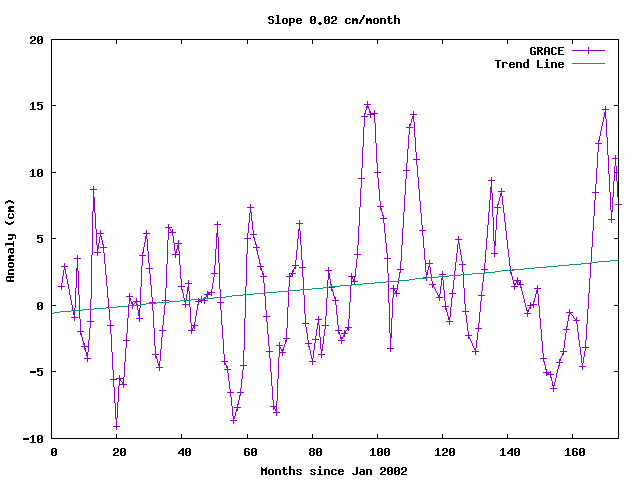 Slope 0.02 cm/month
GRACE
Trend Line
20
15
10
5
0
-5
-10
Anomaly (cm)
0 20 40 60 80 100 120 140 160
Months since Jan 2002